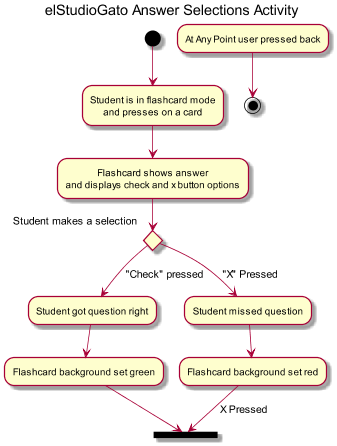 elStudioGato Answer Selections Activity
At Any Point user pressed back
Student is in flashcard mode
and presses on a card
Flashcard shows answer
and displays check and x button options
Student makes a selection
"Check" pressed
"X" Pressed
Student got question right
Student missed question
Flashcard background set green
Flashcard background set red
X Pressed